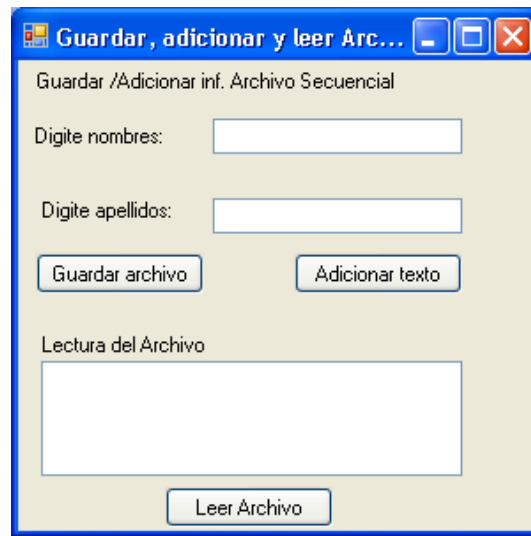 Guardar, adicionar y leer Arc...
Guardar /Adicionar inf. Archivo Secuencial
Digite nombres:
Digite apellidos:
Guardar archivo
Adicionar texto
Lectura del Archivo
Leer Archivo